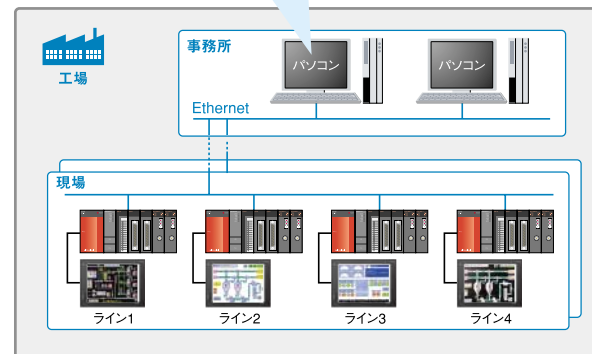 工場
事務所
パソコン
パソコン
Ethernet
現場
ライン1
ライン2
ライン3
ライン4